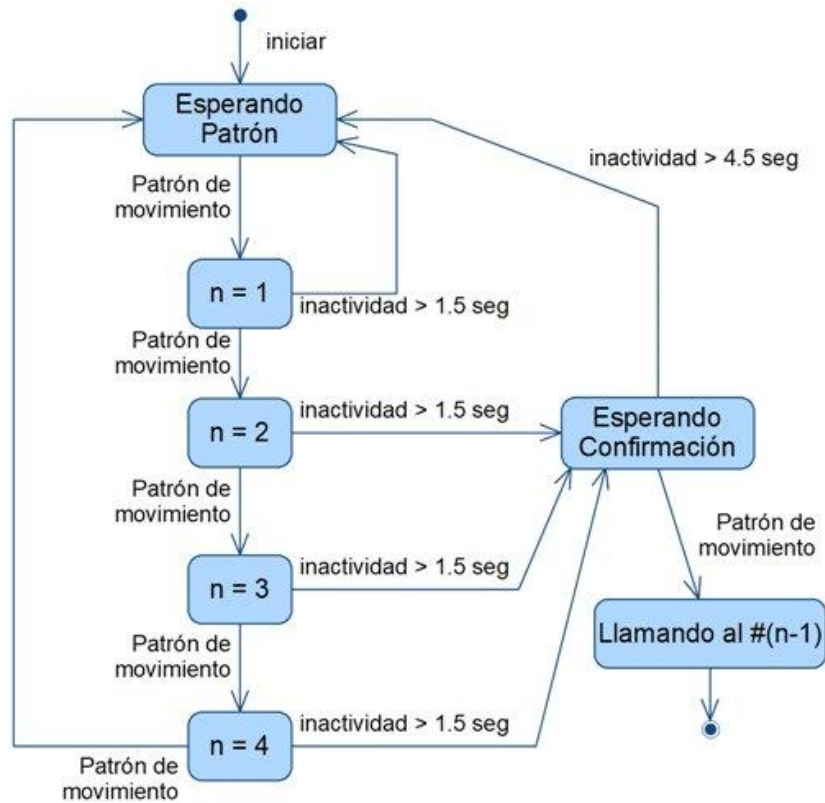 iniciar
Esperando
Patrón
inactividad > 4.5 seg
Patrón de
movimiento
n = 1
inactividad > 1.5 seg
Patrón de
movimiento
n = 2
inactividad > 1.5 seg
Esperando
Confirmación
Patrón de
movimiento
Patrón de
movimiento
n = 3
inactividad > 1.5 seg
Llamando al #(n-1)
Patrón de
movimiento
n = 4
inactividad > 1.5 seg
Patrón de
movimiento